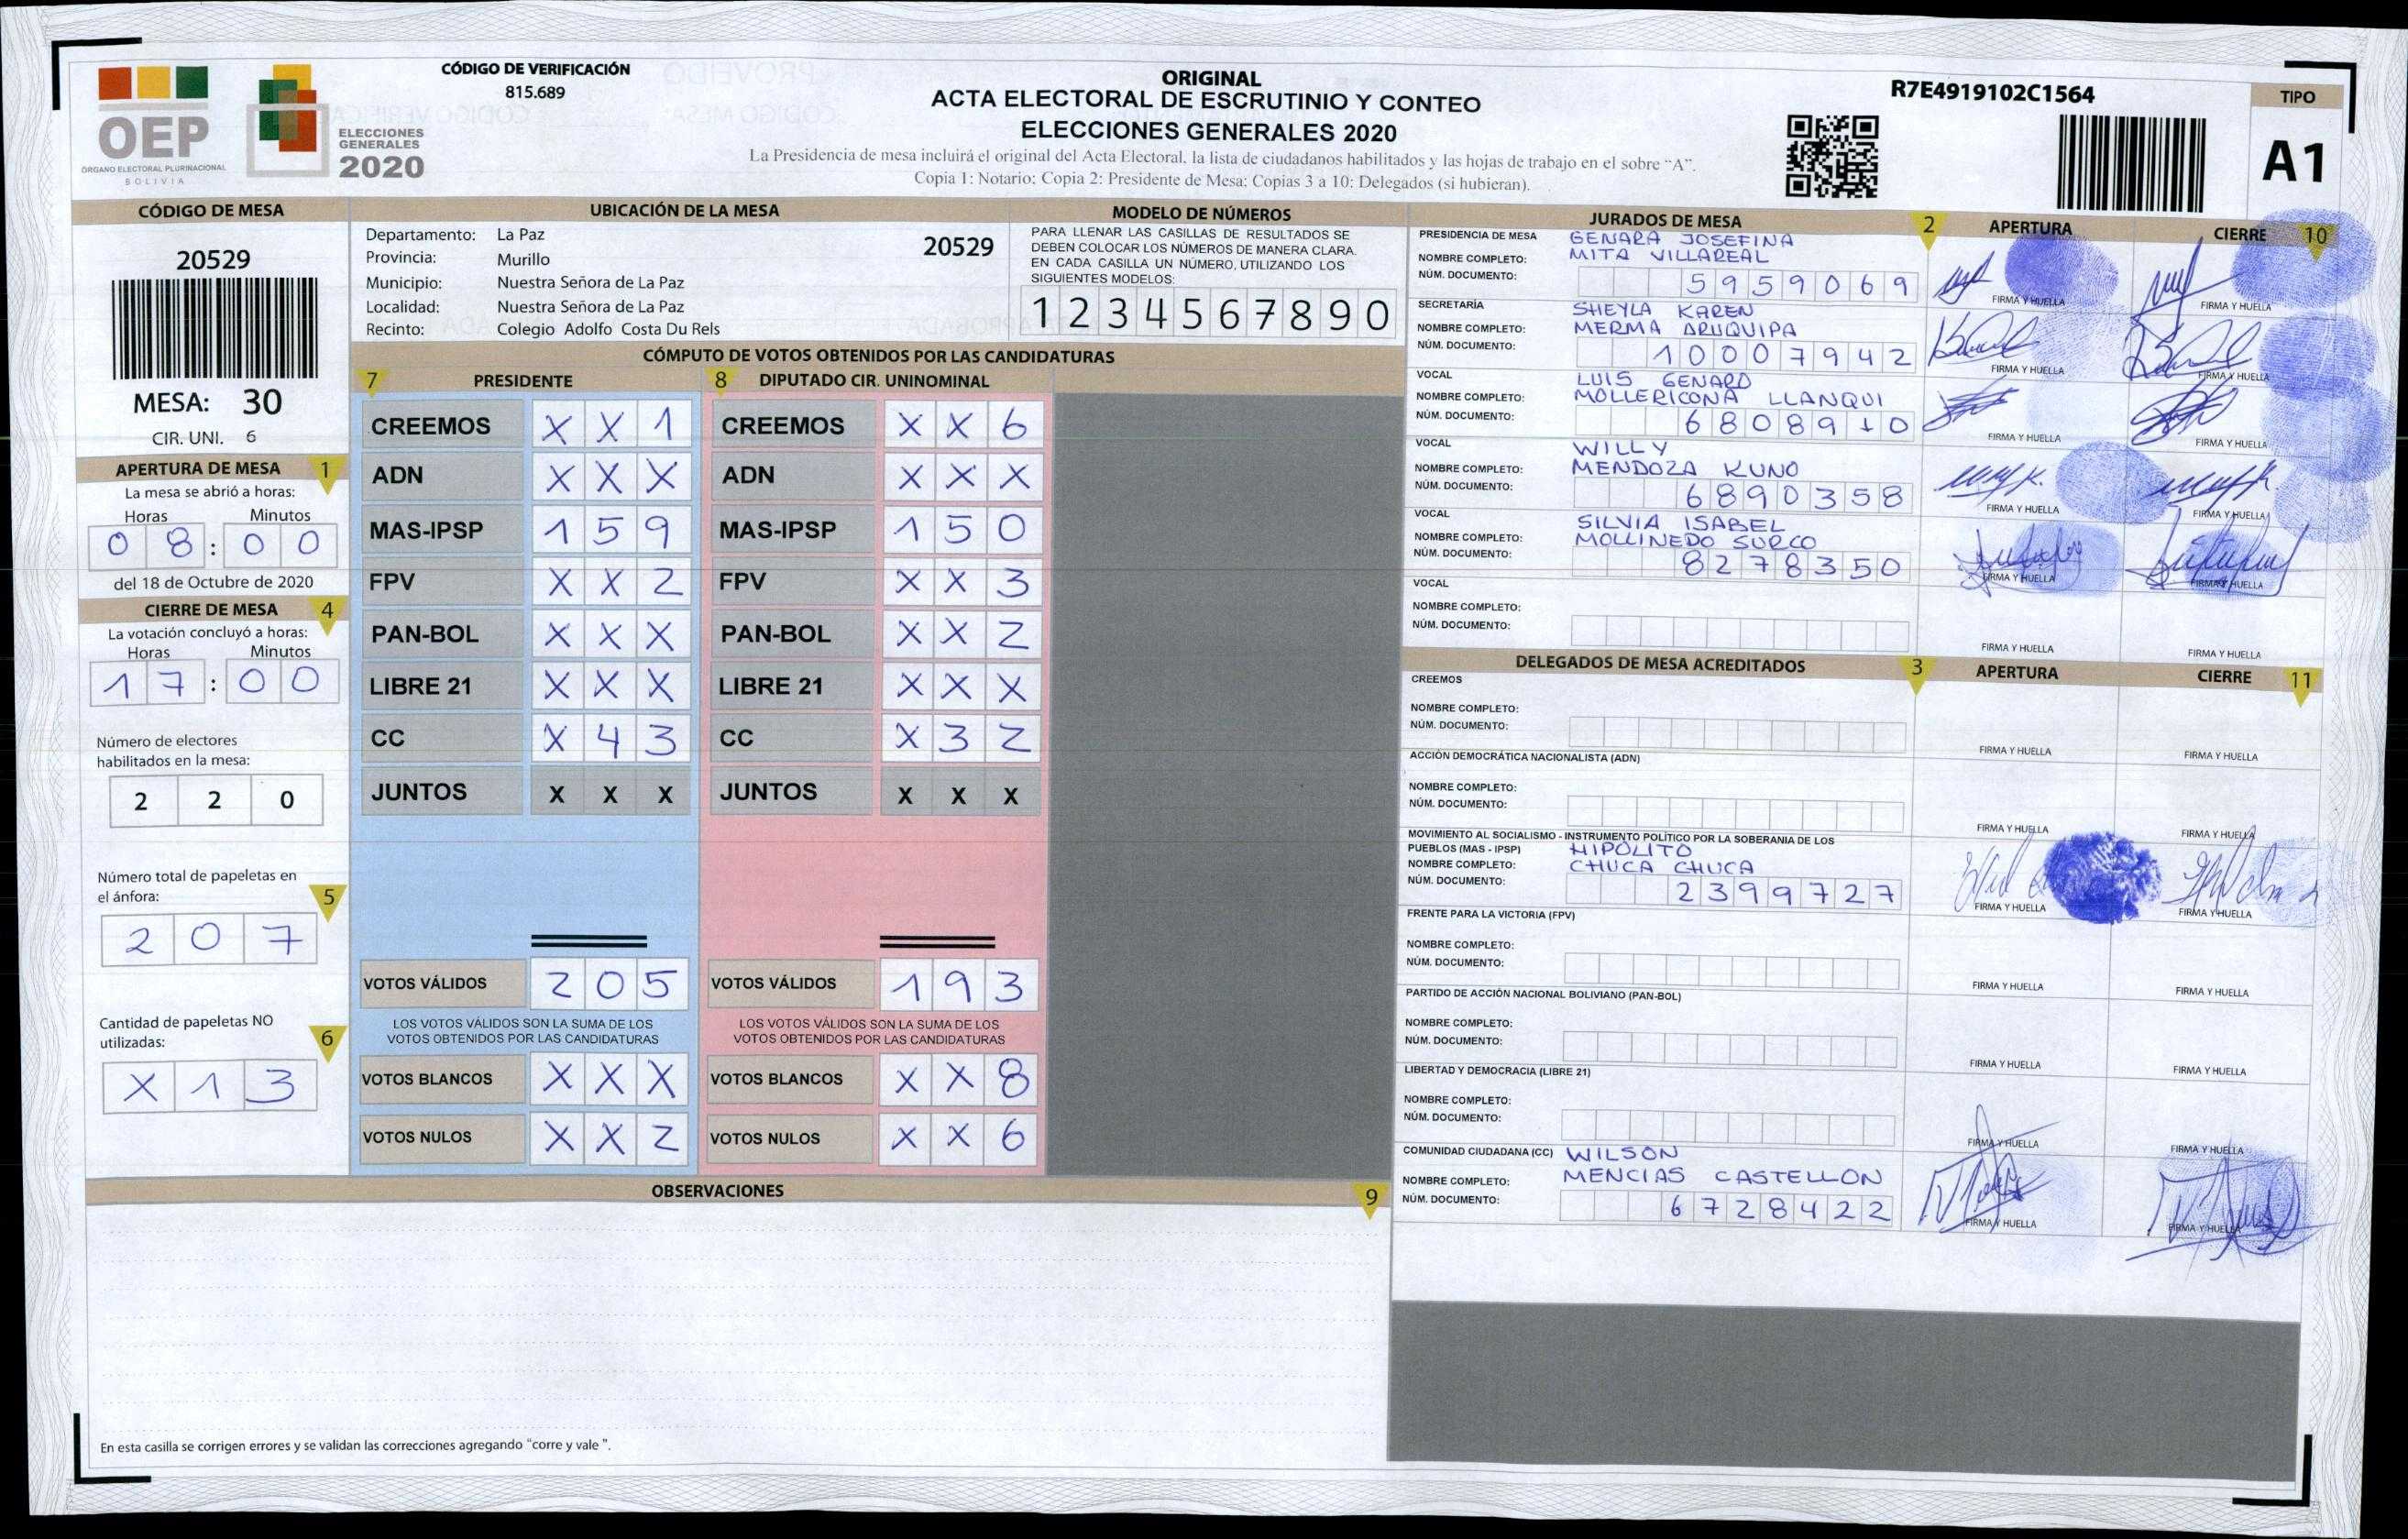 OEP
ÓRGANO ELECTORAL PLURINACIONAL
BOLIVIA
ELECCIONES
GENERALES
2020
CÓDIGO DE VERIFICACIÓN
815.689
ORIGINAL
ACTA ELECTORAL DE ESCRUTINIO Y CONTEO
ELECCIONES GENERALES 2020
La Presidencia de mesa incluirá el original del Acta Electoral, la lista de ciudadanos habilitados y las hojas de trabajo en el sobre "A".
Copia 1: Notario; Copia 2: Presidente de Mesa; Copias 3 a 10: Delegados (si hubieran).
R7E4919102C1564
TIPO
A1
CÓDIGO DE MESA
20529
MESA: 30
CIR. UNI. 6
APERTURA DE MESA 1
La mesa se abrió a horas:
Horas Minutos
08:00
del 18 de Octubre de 2020
CIERRE DE MESA 4
La votación concluyó a horas:
Horas Minutos
17:00
Número de electores
habilitados en la mesa:
2 2 0
Número total de papeletas en
el ánfora: 5
2 0 7
Cantidad de papeletas NO
utilizadas: 6
X 1 3
UBICACIÓN DE LA MESA
Departamento: La Paz 20529
Provincia: Murillo
Municipio: Nuestra Señora de La Paz
Localidad: Nuestra Señora de La Paz
Recinto: Colegio Adolfo Costa Du Rels
MODELO DE NÚMEROS
PARA LLENAR LAS CASILLAS DE RESULTADOS SE
DEBEN COLOCAR LOS NÚMEROS DE MANERA CLARA.
EN CADA CASILLA UN NÚMERO, UTILIZANDO LOS
SIGUIENTES MODELOS:
1 2 3 4 5 6 7 8 9 0
CÓMPUTO DE VOTOS OBTENIDOS POR LAS CANDIDATURAS
7 PRESIDENTE 8 DIPUTADO CIR. UNINOMINAL
CREEMOS X X 1 CREEMOS X X 6
ADN X X X ADN X X X
MAS-IPSP 1 5 9 MAS-IPSP 1 5 0
FPV X X 2 FPV X X 3
PAN-BOL X X X PAN-BOL X X 2
LIBRE 21 X X X LIBRE 21 X X X
CC X 4 3 CC X 3 2
JUNTOS X X X JUNTOS X X X
VOTOS VÁLIDOS 2 0 5 VOTOS VÁLIDOS 1 9 3
LOS VOTOS VÁLIDOS SON LA SUMA DE LOS LOS VOTOS VÁLIDOS SON LA SUMA DE LOS
VOTOS OBTENIDOS POR LAS CANDIDATURAS VOTOS OBTENIDOS POR LAS CANDIDATURAS
VOTOS BLANCOS X X X VOTOS BLANCOS X X 8
VOTOS NULOS X X 2 VOTOS NULOS X X 6
OBSERVACIONES 9
En esta casilla se corrigen errores y se validan las correcciones agregando "corre y vale".
JURADOS DE MESA 2 APERTURA CIERRE 10
PRESIDENCIA DE MESA GENARA JOSEFINA
NOMBRE COMPLETO: MITA VILLAREAL
NÚM. DOCUMENTO: 5959069 FIRMA Y HUELLA FIRMA Y HUELLA
SECRETARÍA SHEYLA KAREN
NOMBRE COMPLETO: MERMA ARUQUIPA
NÚM. DOCUMENTO: 10007942 FIRMA Y HUELLA FIRMA Y HUELLA
VOCAL LUIS GENARO
NOMBRE COMPLETO: MOLLERICONA LLANQUI
NÚM. DOCUMENTO: 6808910 FIRMA Y HUELLA FIRMA Y HUELLA
VOCAL WILLY
NOMBRE COMPLETO: MENDOZA KUNO
NÚM. DOCUMENTO: 6890358 FIRMA Y HUELLA FIRMA Y HUELLA
VOCAL SILVIA ISABEL
NOMBRE COMPLETO: MOLLINEDO SURCO
NÚM. DOCUMENTO: 8278350 FIRMA Y HUELLA FIRMA Y HUELLA
VOCAL
NOMBRE COMPLETO:
NÚM. DOCUMENTO: FIRMA Y HUELLA FIRMA Y HUELLA
DELEGADOS DE MESA ACREDITADOS 3 APERTURA CIERRE 11
CREEMOS
NOMBRE COMPLETO:
NÚM. DOCUMENTO: FIRMA Y HUELLA FIRMA Y HUELLA
ACCIÓN DEMOCRÁTICA NACIONALISTA (ADN)
NOMBRE COMPLETO:
NÚM. DOCUMENTO: FIRMA Y HUELLA FIRMA Y HUELLA
MOVIMIENTO AL SOCIALISMO - INSTRUMENTO POLÍTICO POR LA SOBERANIA DE LOS
PUEBLOS (MAS - IPSP) HIPOLITO
NOMBRE COMPLETO: CHUCA CHUCA
NÚM. DOCUMENTO: 2399727 FIRMA Y HUELLA FIRMA Y HUELLA
FRENTE PARA LA VICTORIA (FPV)
NOMBRE COMPLETO:
NÚM. DOCUMENTO: FIRMA Y HUELLA FIRMA Y HUELLA
PARTIDO DE ACCIÓN NACIONAL BOLIVIANO (PAN-BOL)
NOMBRE COMPLETO:
NÚM. DOCUMENTO: FIRMA Y HUELLA FIRMA Y HUELLA
LIBERTAD Y DEMOCRACIA (LIBRE 21)
NOMBRE COMPLETO:
NÚM. DOCUMENTO: FIRMA Y HUELLA FIRMA Y HUELLA
COMUNIDAD CIUDADANA (CC) WILSON
NOMBRE COMPLETO: MENCIAS CASTELLON
NÚM. DOCUMENTO: 6728422 FIRMA Y HUELLA FIRMA Y HUELLA